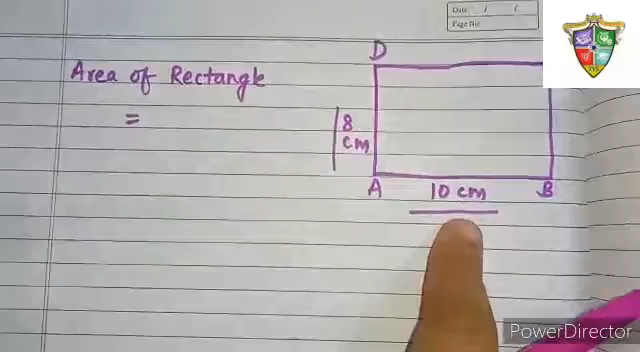 Date / /
Page No:
D
Area of Rectangle
=
8
cm
A 10 cm B
PowerDirector